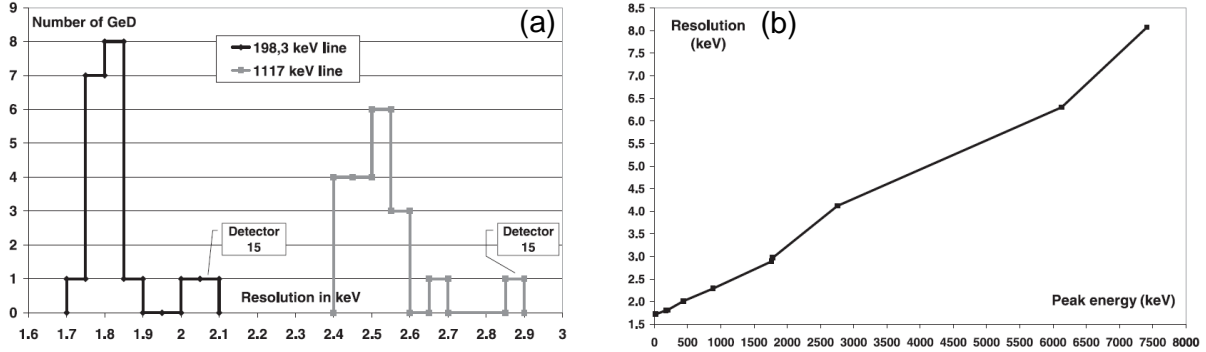 Number of GeD
(a)
198,3 keV line
1117 keV line
9
8
7
6
5
4
3
2
1
0
Detector
15
Detector
15
Resolution in keV
1.6 1.7 1.8 1.9 2 2.1 2.2 2.3 2.4 2.5 2.6 2.7 2.8 2.9 3
Resolution
(keV)
(b)
8.5
8.0
7.5
7.0
6.5
6.0
5.5
5.0
4.5
4.0
3.5
3.0
2.5
2.0
1.5
Peak energy (keV)
0 500 1000 1500 2000 2500 3000 3500 4000 4500 5000 5500 6000 6500 7000 7500 8000